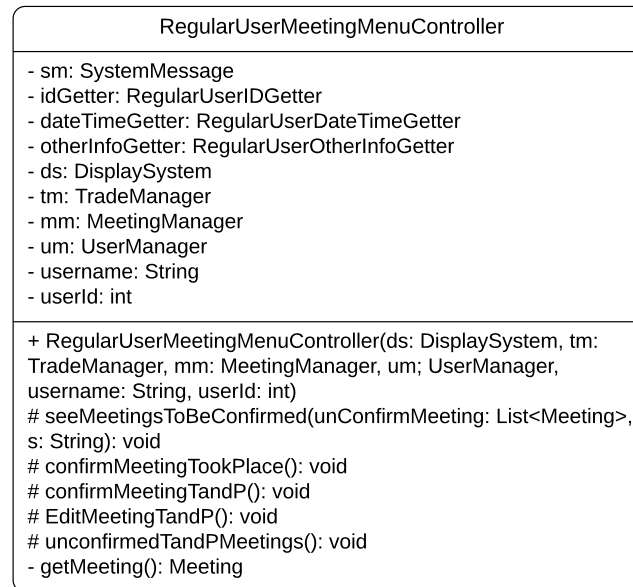 RegularUserMeetingMenuController
- sm: SystemMessage
- idGetter: RegularUserIDGetter
- dateTimeGetter: RegularUserDateTimeGetter
- otherInfoGetter: RegularUserOtherInfoGetter
- ds: DisplaySystem
- tm: TradeManager
- mm: MeetingManager
- um: UserManager
- username: String
- userId: int
+ RegularUserMeetingMenuController(ds: DisplaySystem, tm:
TradeManager, mm: MeetingManager, um; UserManager,
username: String, userId: int)
# seeMeetingsToBeConfirmed(unConfirmMeeting: List<Meeting>,
s: String): void
# confirmMeetingTookPlace(): void
# confirmMeetingTandP(): void
# EditMeetingTandP(): void
# unconfirmedTandPMeetings(): void
- getMeeting(): Meeting